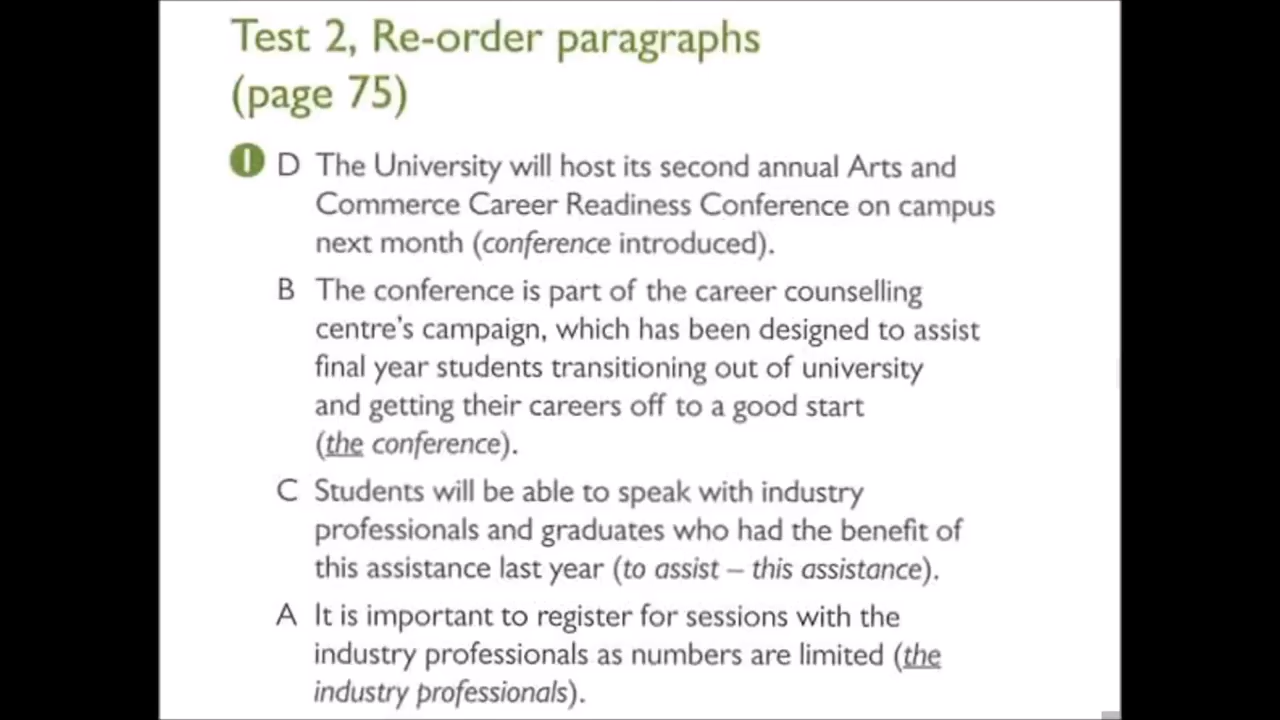 Test 2, Re-order paragraphs
(page 75)
1 D The University will host its second annual Arts and
Commerce Career Readiness Conference on campus
next month (conference introduced).
B The conference is part of the career counselling
centre's campaign, which has been designed to assist
final year students transitioning out of university
and getting their careers off to a good start
(the conference).
C Students will be able to speak with industry
professionals and graduates who had the benefit of
this assistance last year (to assist – this assistance).
A It is important to register for sessions with the
industry professionals as numbers are limited (the
industry professionals).